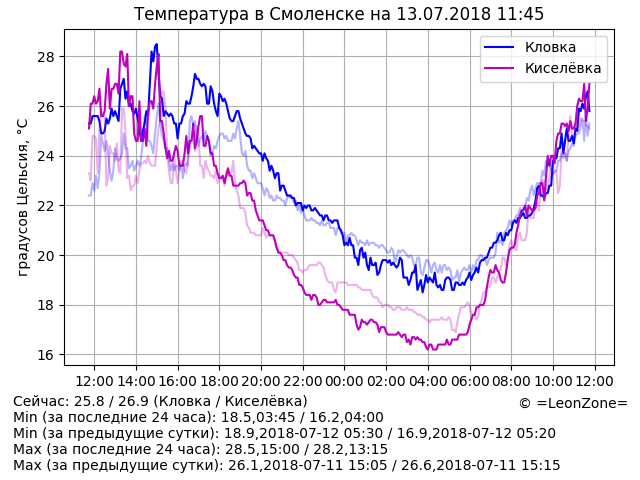 Температура в Смоленске на 13.07.2018 11:45
градусов Цельсия, °C
28
26
24
22
20
18
16
Кловка
Киселёвка
12:00 14:00 16:00 18:00 20:00 22:00 00:00 02:00 04:00 06:00 08:00 10:00 12:00
Сейчас: 25.8 / 26.9 (Кловка / Киселёвка)
© =LeonZone=
Min (за последние 24 часа): 18.5,03:45 / 16.2,04:00
Min (за предыдущие сутки): 18.9,2018-07-12 05:30 / 16.9,2018-07-12 05:20
Max (за последние 24 часа): 28.5,15:00 / 28.2,13:15
Max (за предыдущие сутки): 26.1,2018-07-11 15:05 / 26.6,2018-07-11 15:15